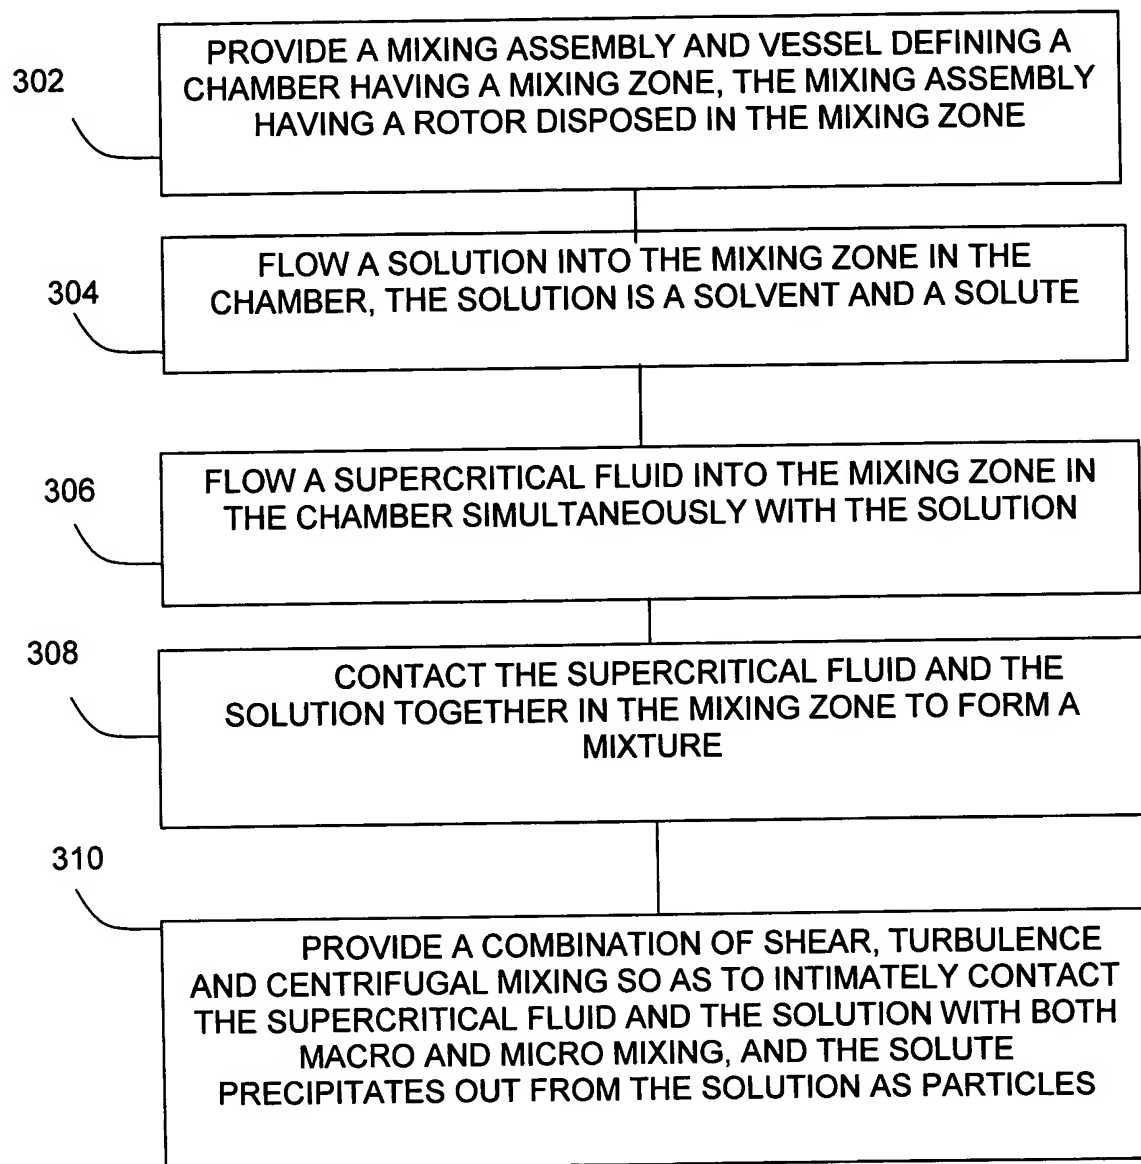 302
PROVIDE A MIXING ASSEMBLY AND VESSEL DEFINING A
CHAMBER HAVING A MIXING ZONE, THE MIXING ASSEMBLY
HAVING A ROTOR DISPOSED IN THE MIXING ZONE
304
FLOW A SOLUTION INTO THE MIXING ZONE IN THE
CHAMBER, THE SOLUTION IS A SOLVENT AND A SOLUTE
306
FLOW A SUPERCRITICAL FLUID INTO THE MIXING ZONE IN
THE CHAMBER SIMULTANEOUSLY WITH THE SOLUTION
308
CONTACT THE SUPERCRITICAL FLUID AND THE
SOLUTION TOGETHER IN THE MIXING ZONE TO FORM A
MIXTURE
310
PROVIDE A COMBINATION OF SHEAR, TURBULENCE
AND CENTRIFUGAL MIXING SO AS TO INTIMATELY CONTACT
THE SUPERCRITICAL FLUID AND THE SOLUTION WITH BOTH
MACRO AND MICRO MIXING, AND THE SOLUTE
PRECIPITATES OUT FROM THE SOLUTION AS PARTICLES